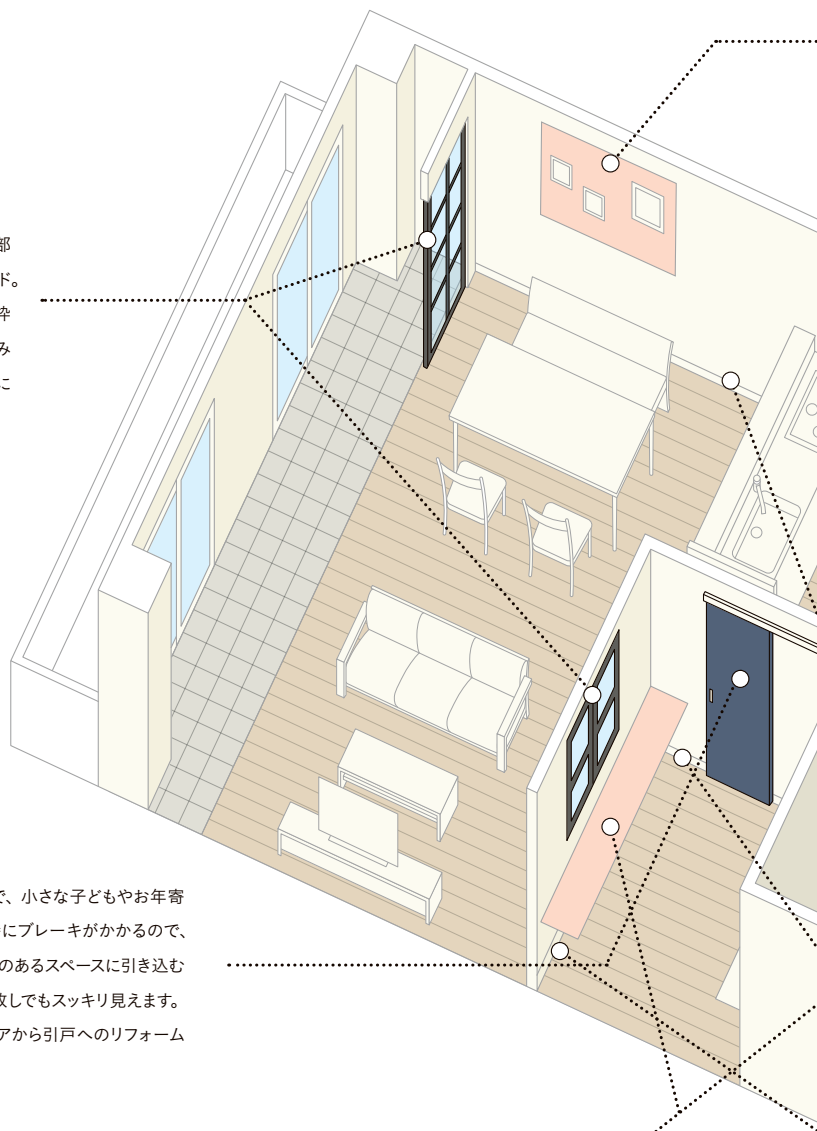 部
ド。
枠
み
に
で、小さな子どもやお年寄
にブレーキがかかるので、
のあるスペースに引き込む
放しでもスッキリ見えます。
アから引戸へのリフォーム